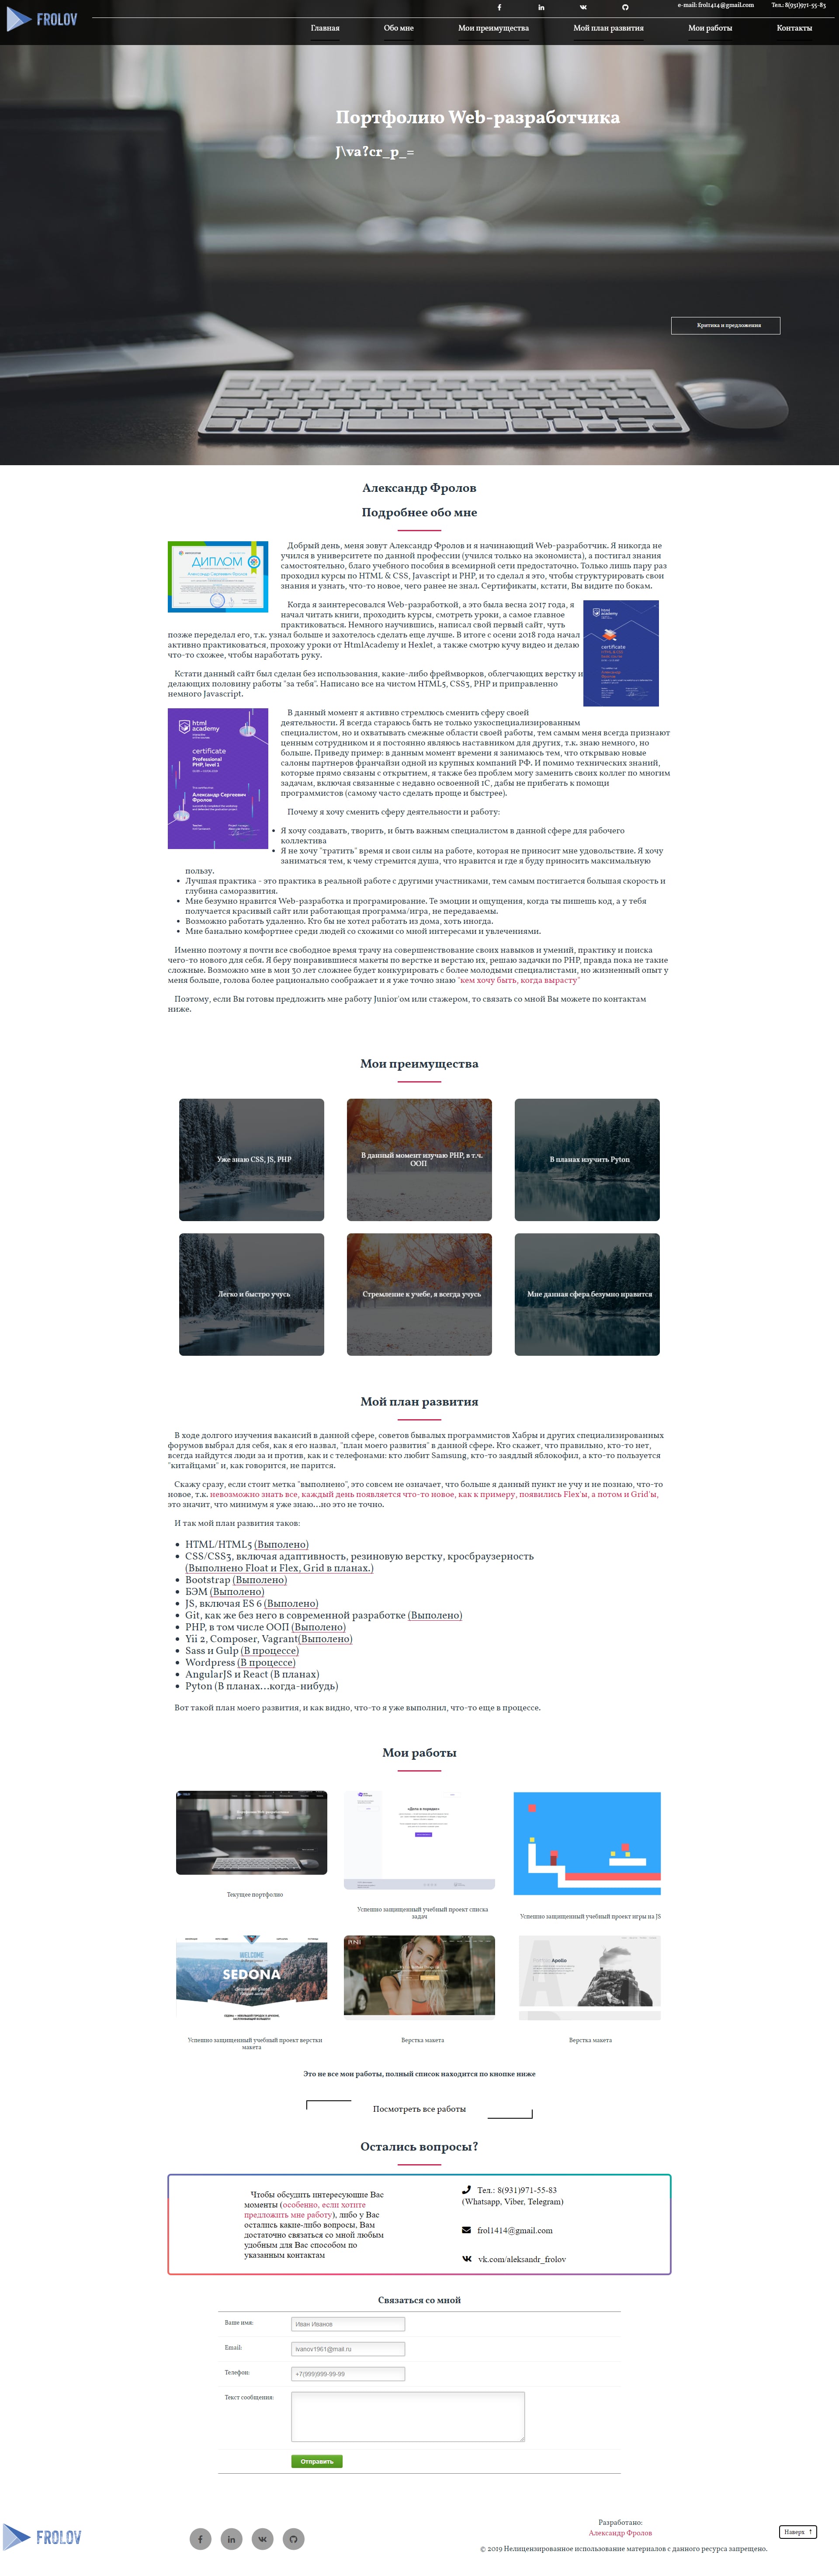 FROLOV
e-mail: frol1414@gmail.com Тел.: 8(931)971-55-83
Главная Обо мне Мои преимущества Мой план развития Мои работы Контакты
Портфолио Web-разработчика
J\va?cr_p_=
Критика и предложения
Александр Фролов
Подробнее обо мне
ДИПЛОМ
Добрый день, меня зовут Александр Фролов и я начинающий Web-разработчик. Я никогда не
учился в университете по данной профессии (учился только на экономиста), а постигал знания
самостоятельно, благо учебного пособия в всемирной сети предостаточно. Только лишь пару раз
проходил курсы по HTML & CSS, Javascript и PHP, и то сделал я это, чтобы структурировать свои
знания и узнать, что-то новое, чего ранее не знал. Сертификаты, кстати, Вы видите по бокам.
Когда я заинтересовался Web-разработкой, а это была весна 2017 года, я
начал читать книги, проходить курсы, смотреть уроки, а самое главное
практиковаться. Немного научившись, написал свой первый сайт, чуть
позже переделал его, т.к. узнал больше и захотелось сделать еще лучше. В итоге с осени 2018 года начал
активно практиковаться, прохожу уроки от HtmlAcademy и Hexlet, а также смотрю кучу видео и делаю
что-то схожее, чтобы наработать руку.
html academy
certificate
Кстати данный сайт был сделан без использования, какие-либо фреймворков, облегчающих верстку и
делающих половину работы "за тебя". Написано все на чистом HTML5, CSS3, PHP и приправлено
немного Javascript.
html academy
certificate
Professional
PHP, level 1
Александр Сергеевич
Фролов
В данный момент я активно стремлюсь сменить сферу своей
деятельности. Я всегда стараюсь быть не только узкоспециализированным
специалистом, но и охватывать смежные области своей работы, тем самым меня всегда признают
ценным сотрудником и я постоянно являюсь наставником для других, т.к. знаю немного, но
больше. Приведу пример: в данным момент времени я занимаюсь тем, что открываю новые
салоны партнеров франчайзи одной из крупных компаний РФ. И помимо технических знаний,
которые прямо связаны с открытием, я также без проблем могу заменить своих коллег по многим
задачам, включая связанные с недавно освоенной 1С, дабы не прибегать к помощи
программистов (самому часто сделать проще и быстрее).
Почему я хочу сменить сферу деятельности и работу:
Я хочу создавать, творить, и быть важным специалистом в данной сфере для рабочего
коллектива
Я не хочу "тратить" время и свои силы на работе, которая не приносит мне удовольствие. Я хочу
заниматься тем, к чему стремится душа, что нравится и где я буду приносить максимальную
пользу.
Лучшая практика - это практика в реальной работе с другими участниками, тем самым постигается большая скорость и
глубина саморазвития.
Мне безумно нравится Web-разработка и програмирование. Те эмоции и ощущения, когда ты пишешь код, а у тебя
получается красивый сайт или работающая программа/игра, не передаваемы.
Возможно работать удаленно. Кто бы не хотел работать из дома, хоть иногда.
Мне банально комфортнее среди людей со схожими со мной интересами и увлечениями.
Именно поэтому я почти все свободное время трачу на совершенствование своих навыков и умений, практику и поиска
чего-то нового для себя. Я беру понравившиеся макеты по верстке и верстаю их, решаю задачки по PHP, правда пока не такие
сложные. Возможно мне в мои 30 лет сложнее будет конкурировать с более молодыми специалистами, но жизненный опыт у
меня больше, голова более рационально соображает и я уже точно знаю "кем хочу быть, когда вырасту"
Поэтому, если Вы готовы предложить мне работу Junior'ом или стажером, то связать со мной Вы можете по контактам
ниже.
Мои преимущества
Уже знаю CSS, JS, PHP
В данный момент изучаю PHP, в т.ч.
ООП
В планах изучить Pyton
Легко и быстро учусь
Стремление к учебе, я всегда учусь
Мне данная сфера безумно нравится
Мой план развития
В ходе долгого изучения вакансий в данной сфере, советов бывалых программистов Хабры и других специализированных
форумов выбрал для себя, как я его назвал, "план моего развития" в данной сфере. Кто скажет, что правильно, кто-то нет,
всегда найдутся люди за и против, как и с телефонами: кто любит Samsung, кто-то заядлый яблокофил, а кто-то пользуется
"китайцами" и, как говорится, не парится.
Скажу сразу, если стоит метка "выполнено", это совсем не означает, что больше я данный пункт не учу и не познаю, что-то
новое, т.к. невозможно знать все, каждый день появляется что-то новое, как к примеру, появились Flex'ы, а потом и Grid'ы,
это значит, что минимум я уже знаю...но это не точно.
И так мой план развития таков:
HTML/HTML5 (Выполено)
CSS/CSS3, включая адаптивность, резиновую верстку, кросбраузерность
(Выполнено Float и Flex, Grid в планах.)
Bootstrap (Выполено)
БЭМ (Выполено)
JS, включая ES 6 (Выполено)
Git, как же без него в современной разработке (Выполено)
PHP, в том числе ООП (Выполено)
Yii 2, Composer, Vagrant(Выполено)
Sass и Gulp (В процессе)
Wordpress (В процессе)
AngularJS и React (В планах)
Pyton (В планах...когда-нибудь)
Вот такой план моего развития, и как видно, что-то я уже выполнил, что-то еще в процессе.
Мои работы
«Дела в порядке»
Текущее портфолио
Успешно защищенный учебный проект списка
задач
Успешно защищенный учебный проект игры на JS
WELCOME
SEDONA
Apollo
Успешно защищенный учебный проект верстки
макета
Верстка макета
Верстка макета
Это не все мои работы, полный список находится по кнопке ниже
Посмотреть все работы
Остались вопросы?
Чтобы обсудить интересующие Вас
моменты (особенно, если хотите
предложить мне работу), либо у Вас
остались какие-либо вопросы, Вам
достаточно связаться со мной любым
удобным для Вас способом по
указанным контактам
Тел.: 8(931)971-55-83
(Whatsapp, Viber, Telegram)
frol1414@gmail.com
vk.com/aleksandr_frolov
Связаться со мной
Ваше имя: Иван Иванов
Email: ivanov1961@mail.ru
Телефон: +7(999)999-99-99
Текст сообщения:
Отправить
FROLOV
Разработано:
Александр Фролов
© 2019 Нелицензированное использование материалов с данного ресурса запрещено.
Наверх ↑